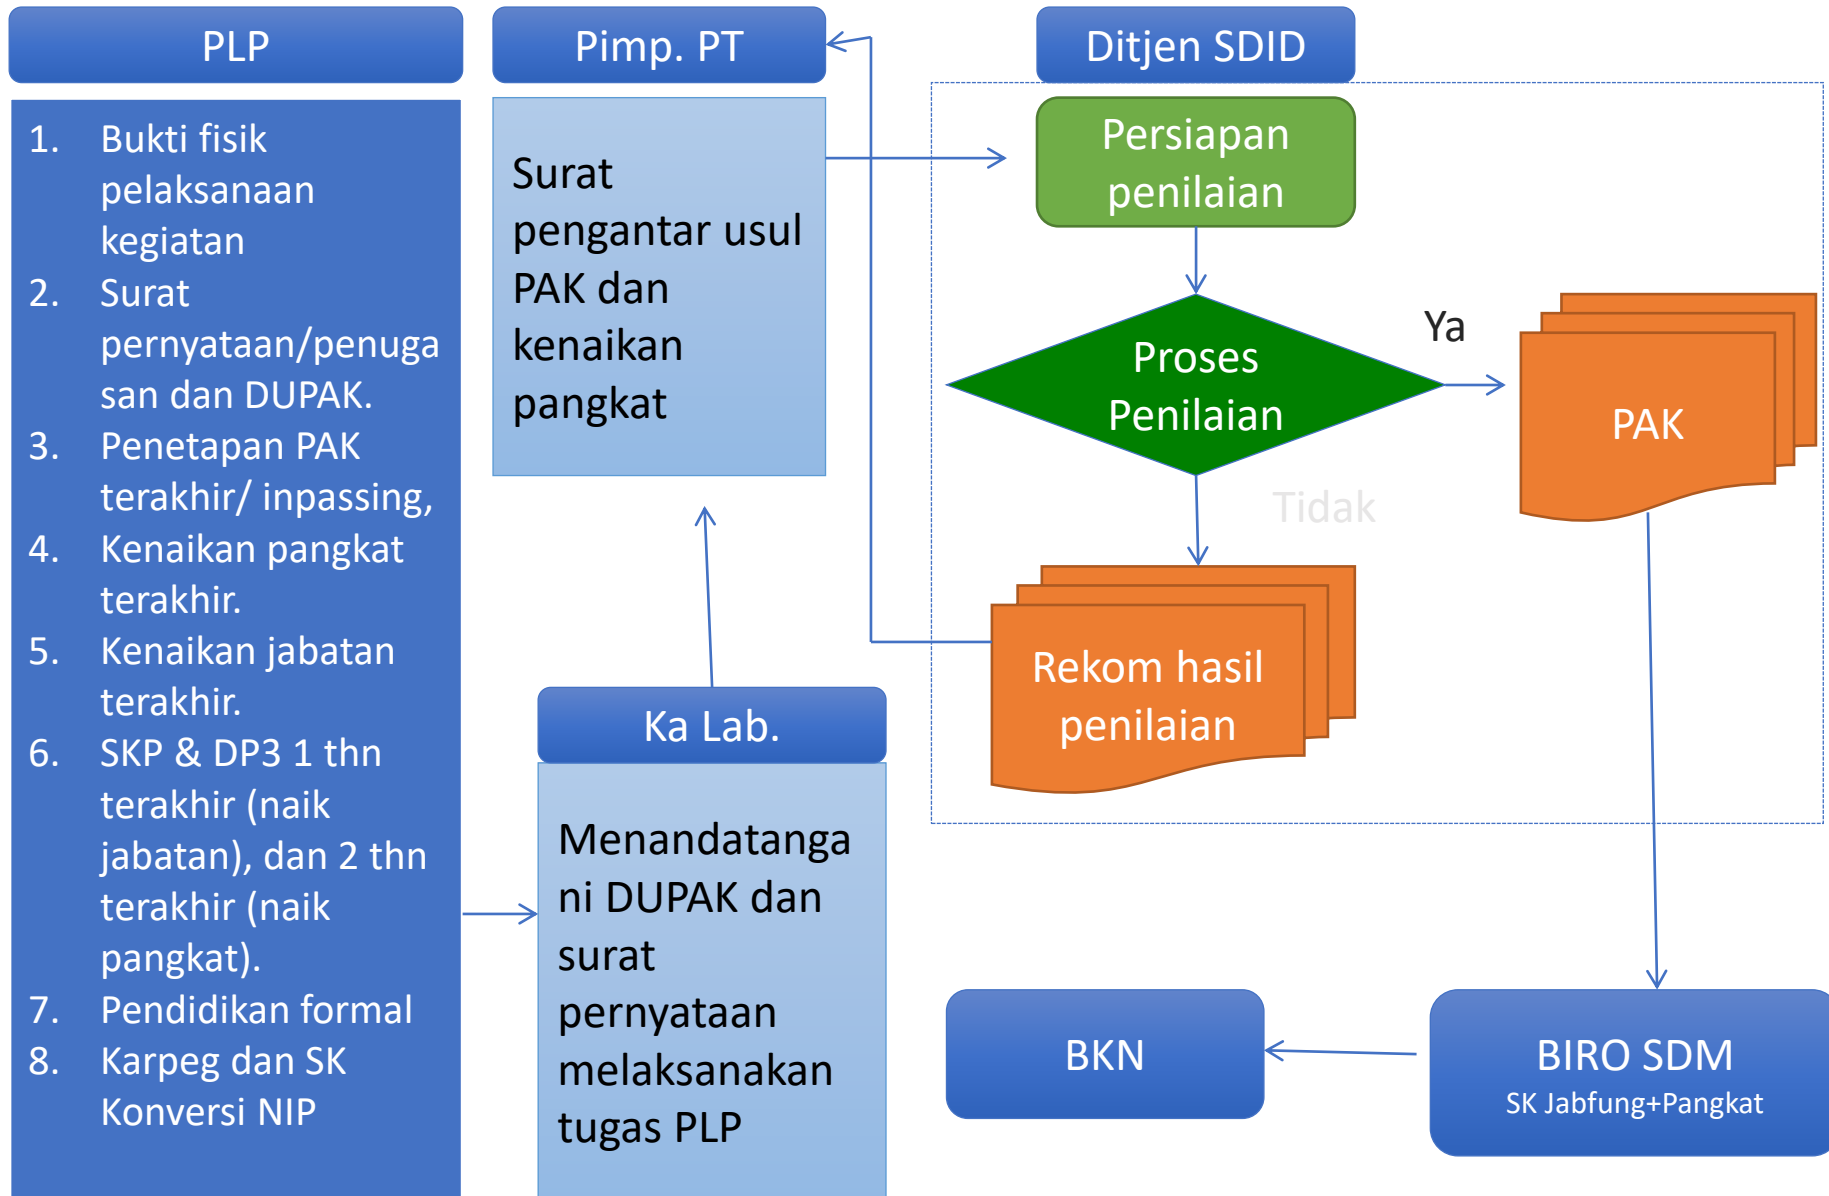 PLP
1. Bukti fisik
pelaksanaan
kegiatan
2. Surat
pernyataan/penuga
san dan DUPAK.
3. Penetapan PAK
terakhir/ inpassing,
4. Kenaikan pangkat
terakhir.
5. Kenaikan jabatan
terakhir.
6. SKP & DP3 1 thn
terakhir (naik
jabatan), dan 2 thn
terakhir (naik
pangkat).
7. Pendidikan formal
8. Karpeg dan SK
Konversi NIP
Pimp. PT
Surat
pengantar usul
PAK dan
kenaikan
pangkat
Ka Lab.
Menandatanga
ni DUPAK dan
surat
pernyataan
melaksanakan
tugas PLP
Ditjen SDID
Persiapan
penilaian
Proses
Penilaian
Ya
PAK
Tidak
Rekom hasil
penilaian
BKN
BIRO SDM
SK Jabfung+Pangkat